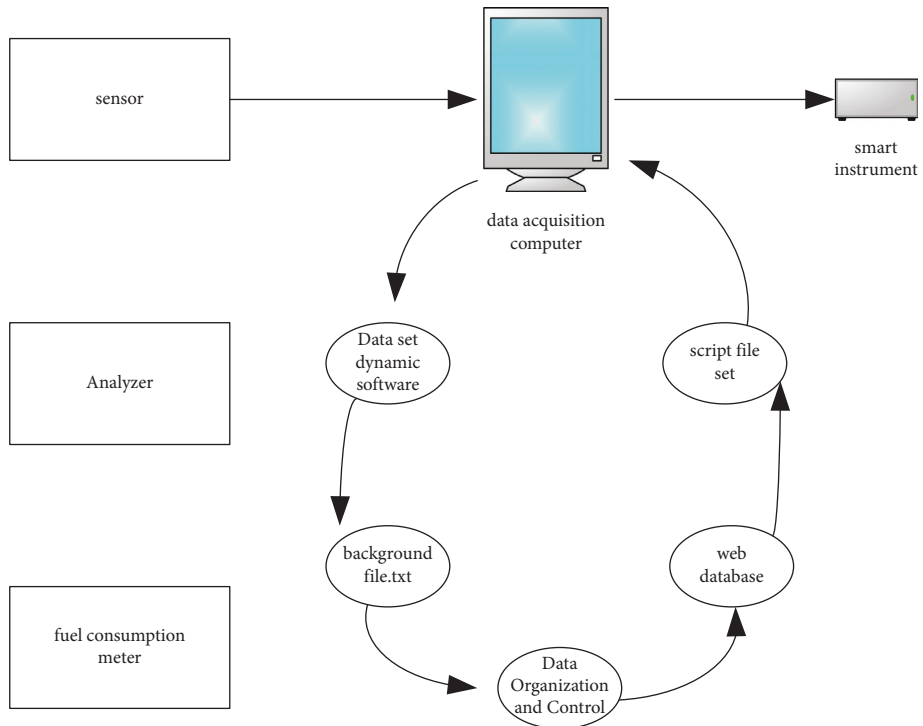 sensor
data acquisition
computer
smart
instrument
Analyzer
Data set
dynamic
software
script file
set
background
file.txt
web
database
fuel consumption
meter
Data
Organization
and Control